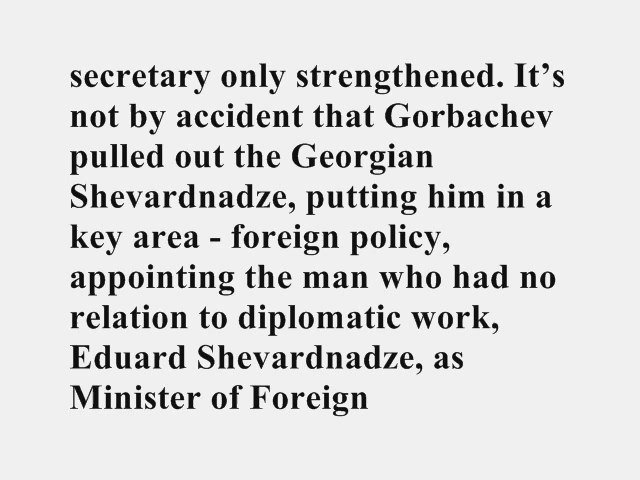 secretary only strengthened. It’s
not by accident that Gorbachev
pulled out the Georgian
Shevardnadze, putting him in a
key area - foreign policy,
appointing the man who had no
relation to diplomatic work,
Eduard Shevardnadze, as
Minister of Foreign